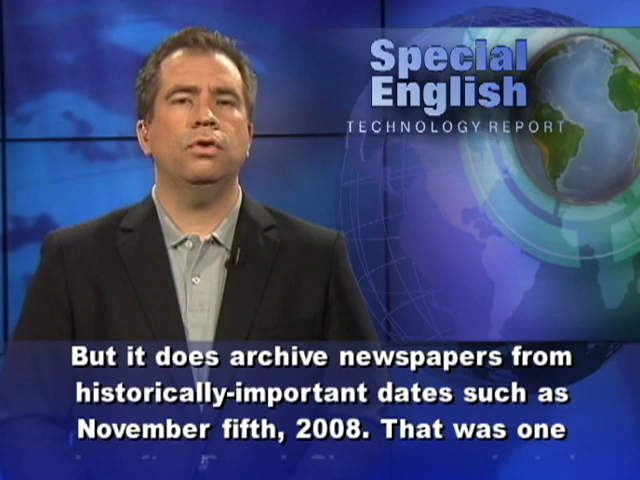 Special
English
TECHNOLOGY REPORT
But it does archive newspapers from
historically-important dates such as
November fifth, 2008. That was one